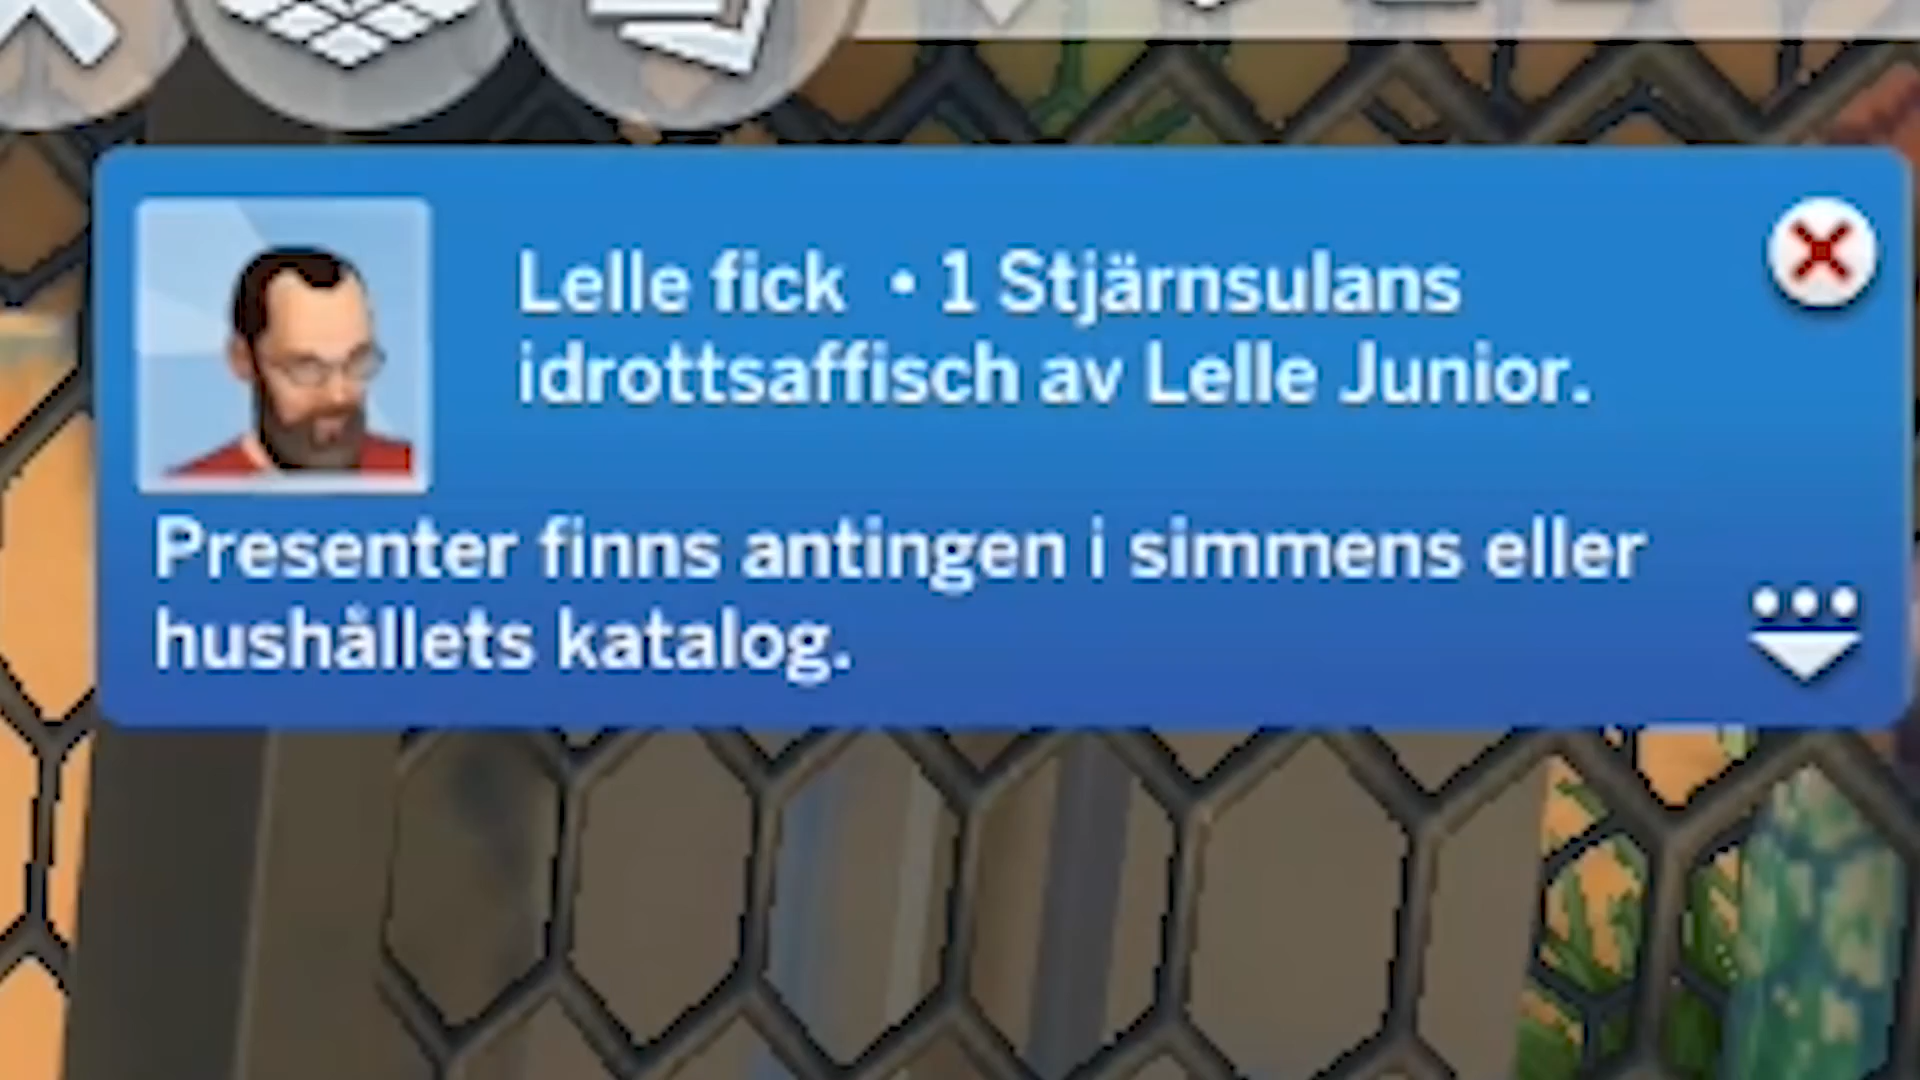 Lelle fick • 1 Stjärnsulans
idrottsaffisch av Lelle Junior.
Presenter finns antingen i simmens eller
hushållets katalog.